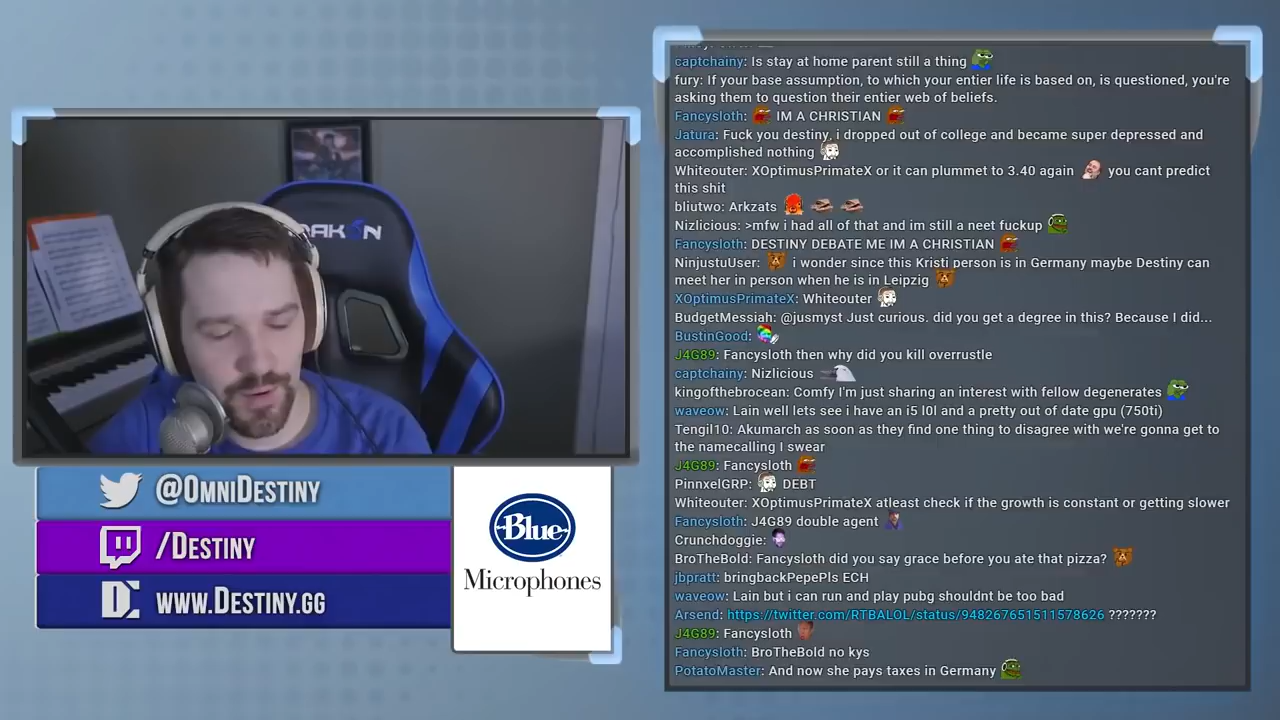 captchainy: Is stay at home parent still a thing
fury: If your base assumption, to which your entier life is based on, is questioned, you're
asking them to question their entier web of beliefs.
Fancysloth: IM A CHRISTIAN
Jatura: Fuck you destiny, i dropped out of college and became super depressed and
accomplished nothing
Whiteouter: XOptimusPrimateX or it can plummet to 3.40 again you cant predict
this shit
bliutwo: Arkzats
Nizlicious: >mfw i had all of that and im still a neet fuckup
Fancysloth: DESTINY DEBATE ME IM A CHRISTIAN
NinjustuUser: i wonder since this Kristi person is in Germany maybe Destiny can
meet her in person when he is in Leipzig
XOptimusPrimateX: Whiteouter
BudgetMessiah: @jusmyst Just curious. did you get a degree in this? Because I did...
BustinGood:
J4G89: Fancysloth then why did you kill overrustle
captchainy: Nizlicious
kingofthebrocean: Comfy I'm just sharing an interest with fellow degenerates
waveow: Lain well lets see i have an i5 l0l and a pretty out of date gpu (750ti)
Tengil10: Akumarch as soon as they find one thing to disagree with we're gonna get to
the namecalling I swear
J4G89: Fancysloth
PinnxelGRP: DEBT
Whiteouter: XOptimusPrimateX atleast check if the growth is constant or getting slower
Fancysloth: J4G89 double agent
Crunchdoggie:
BroTheBold: Fancysloth did you say grace before you ate that pizza?
jbpratt: bringbackPepePls ECH
waveow: Lain but i can run and play pubg shouldnt be too bad
Arsend: https://twitter.com/RTBALOL/status/948267651511578626 ???????
J4G89: Fancysloth
Fancysloth: BroTheBold no kys
PotatoMaster: And now she pays taxes in Germany
@OmniDestiny
/Destiny
www.Destiny.gg
Blue
Microphones